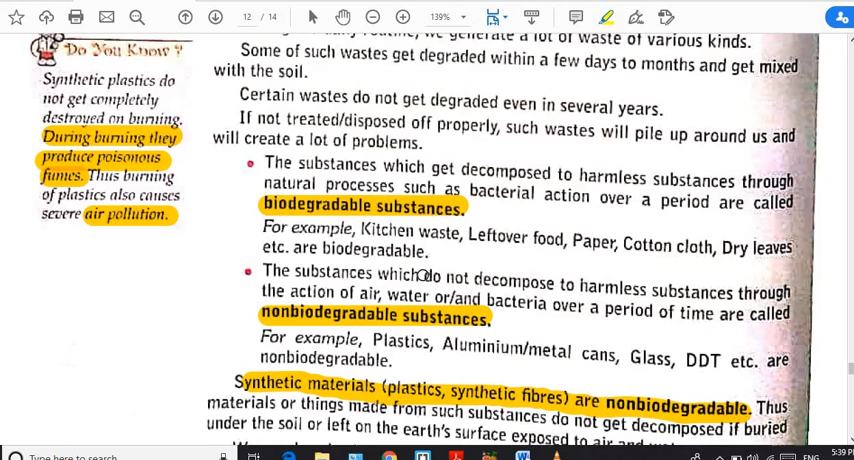 12 / 14
139%
Do You Know ?
Synthetic plastics do
not get completely
destroyed on burning.
During burning they
produce poisonous
fumes. Thus burning
of plastics also causes
severe air pollution.
we generate a lot of waste of various kinds.
Some of such wastes get degraded within a few days to months and get mixed
with the soil.
Certain wastes do not get degraded even in several years.
If not treated/disposed off properly, such wastes will pile up around us and
will create a lot of problems.
• The substances which get decomposed to harmless substances through
natural processes such as bacterial action over a period are called
biodegradable substances.
For example, Kitchen waste, Leftover food, Paper, Cotton cloth, Dry leaves
etc. are biodegradable.
• The substances which do not decompose to harmless substances through
the action of air, water or/and bacteria over a period of time are called
nonbiodegradable substances.
For example, Plastics, Aluminium/metal cans, Glass, DDT etc. are
nonbiodegradable.
Synthetic materials (plastics, synthetic fibres) are nonbiodegradable. Thus
materials or things made from such substances do not get decomposed if buried
under the soil or left on the earth's surface exposed to air and
Type here to search
ENG
5:39 P